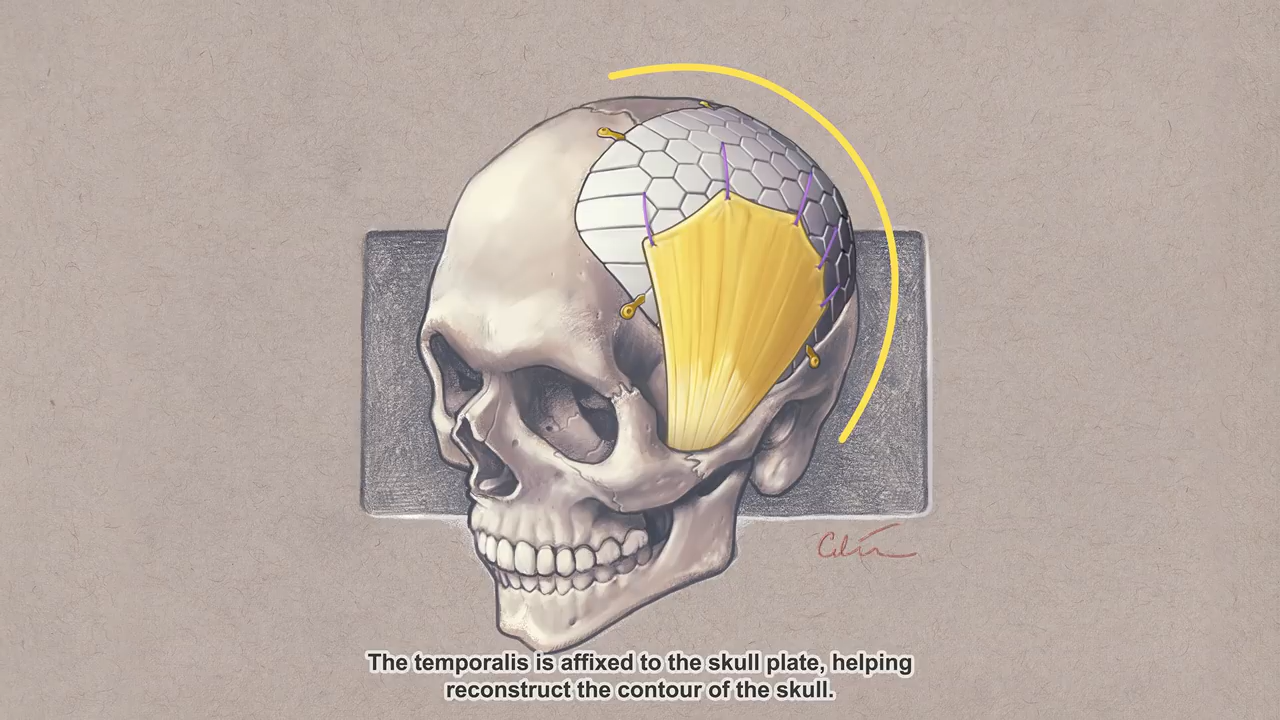 The temporalis is affixed to the skull plate, helping
reconstruct the contour of the skull.